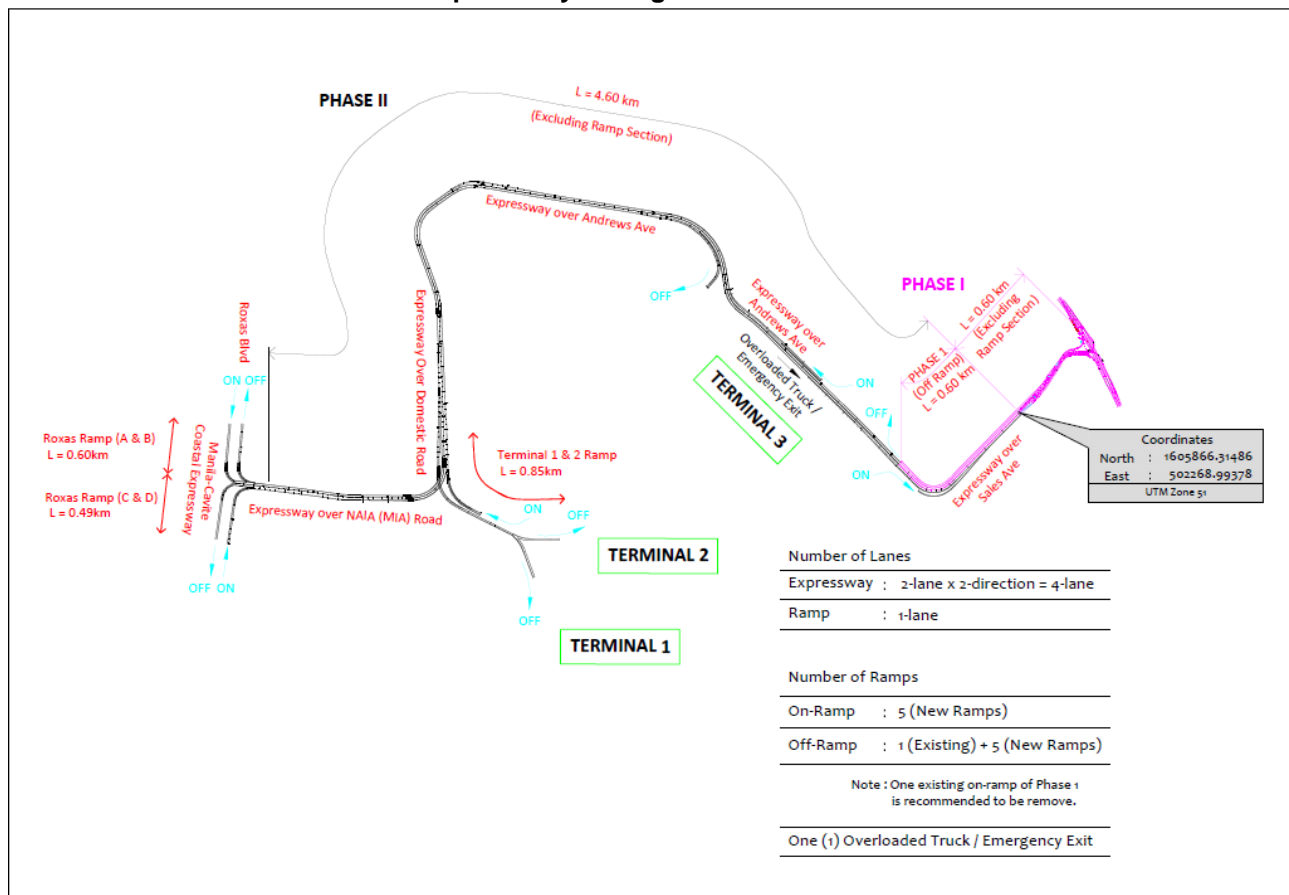 PHASE II
L = 4.60 km
(Excluding Ramp Section)
Expressway over Andrews Ave
OFF
PHASE I
L = 0.60 km
(Excluding
Ramp Section)
PHASE 1
(Off Ramp)
L = 0.60 km
Expressway over
Andrews Ave
Overloaded Truck /
Emergency Exit
ON
TERMINAL 3
OFF
ON
Expressway over
Sales Ave
Coordinates
North : 1605866.31486
East : 502268.99378
UTM Zone 51
Roxas Blvd
ON OFF
Roxas Ramp (A & B)
L = 0.60km
Roxas Ramp (C & D)
L = 0.49km
Manila-Cavite
Coastal Expressway
OFF ON
Expressway Over Domestic Road
Expressway over NAIA (MIA) Road
Terminal 1 & 2 Ramp
L = 0.85km
ON
OFF
TERMINAL 2
OFF
TERMINAL 1
Number of Lanes
Expressway : 2-lane x 2-direction = 4-lane
Ramp : 1-lane
Number of Ramps
On-Ramp : 5 (New Ramps)
Off-Ramp : 1 (Existing) + 5 (New Ramps)
Note : One existing on-ramp of Phase 1
is recommended to be remove.
One (1) Overloaded Truck / Emergency Exit